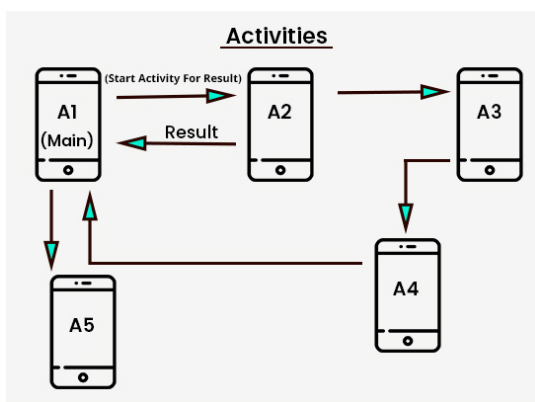 Activities
(Start Activity For Result)
A1
(Main)
A2
A3
Result
A4
A5